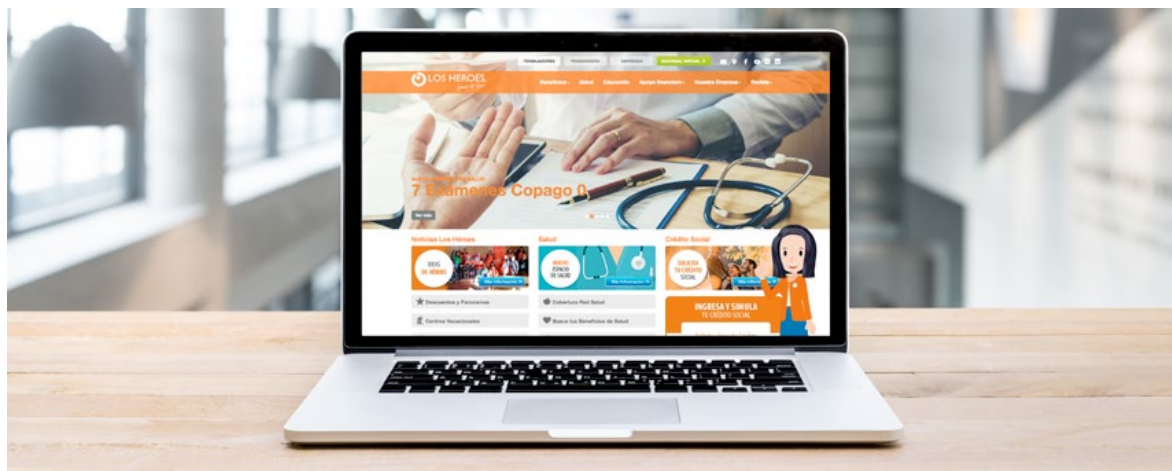 TRABAJADORES PENSIONADOS EMPRESAS SUCURSAL VIRTUAL
LOS HEROES
Beneficios Salud Educación Apoyo financiero Nuestra Empresa Revista
7 Exámenes Copago 0
Ver más
Noticias Los Héroes Salud Crédito Social
IDEAS DE HÉROES
Más Información
NUEVO ESPACIO DE SALUD
Más Información
SOLICITA TU CRÉDITO SOCIAL
Descuentos y Panoramas
Cobertura Red Salud
Centros Vacacionales
Busca tus Beneficios de Salud
INGRESA Y SIMULA
TU CRÉDITO SOCIAL